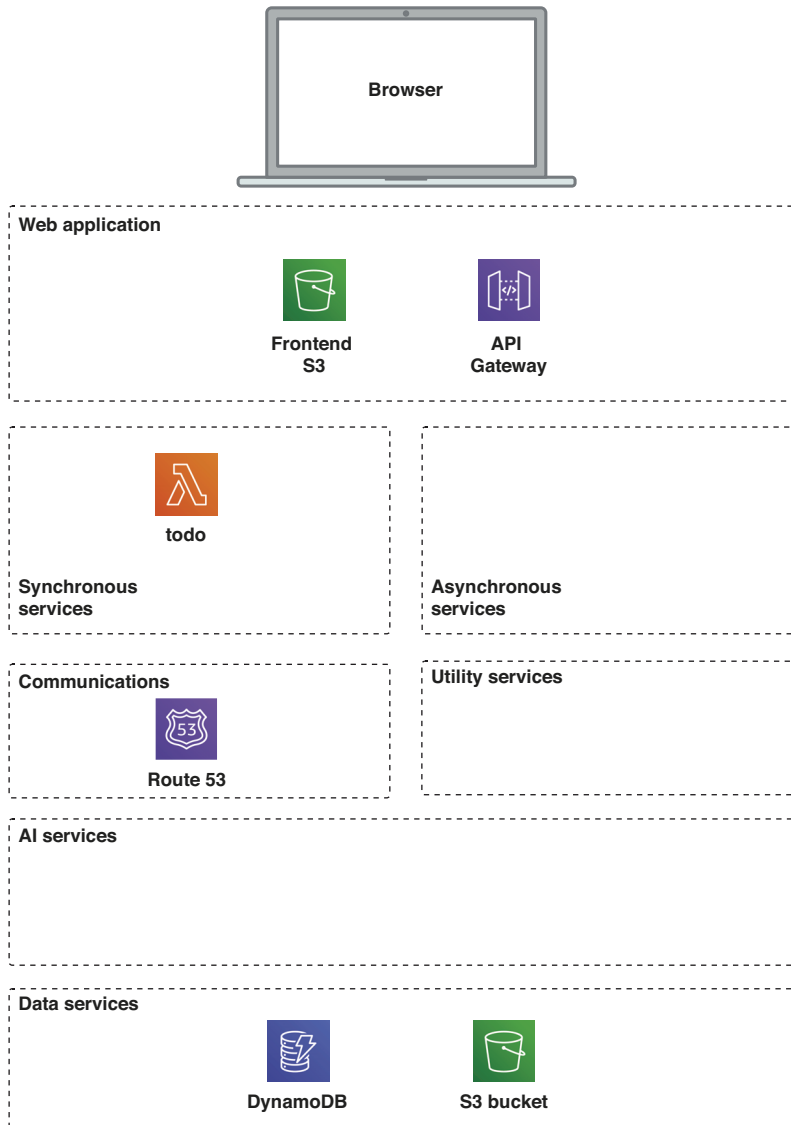 Browser
Web application
Frontend
S3
API
Gateway
todo
Synchronous
services
Asynchronous
services
Communications
53
Route 53
Utility services
AI services
Data services
DynamoDB
S3 bucket